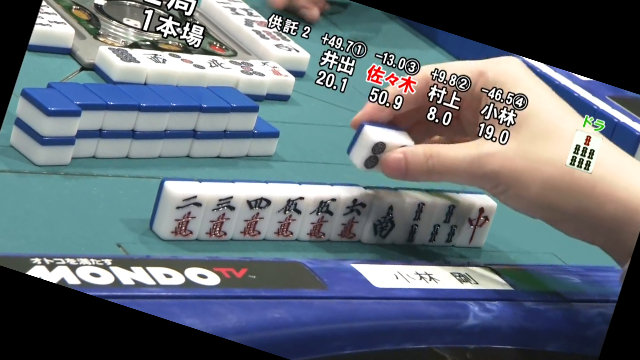 局
1本場
供託 2
+49.7①
井出
20.1
-13.0③
佐々木
50.9
+9.8②
村上
8.0
-46.5④
小林
19.0
ドラ
二萬 三萬 四萬 伍萬 伍萬 六萬 南 中
オトコを満たす
MONDO TV
小林 剛